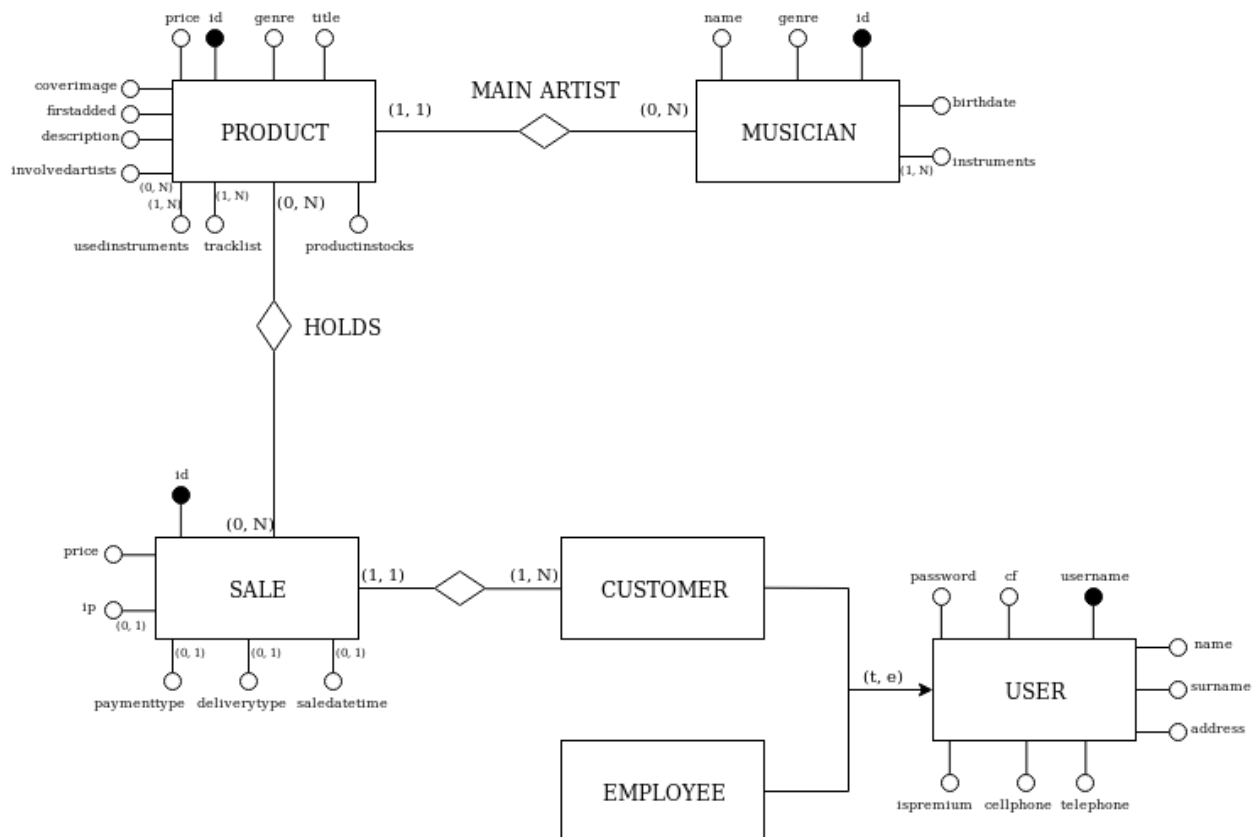 price id genre title
name genre id
coverimage
MAIN ARTIST
firstadded
(1, 1)
(0, N)
birthdate
description
PRODUCT
MUSICIAN
involvedartists
instruments
(1, N)
(0, N)
(1, N)
(1, N)
(0, N)
usedinstruments tracklist productinstocks
HOLDS
id
(0, N)
price
(1, 1)
(1, N)
SALE
CUSTOMER
password cf username
ip
(0, 1)
(0, 1)
(0, 1)
(0, 1)
name
(t, e)
USER
surname
paymenttype deliverytype saledatetime
address
EMPLOYEE
ispremium cellphone telephone